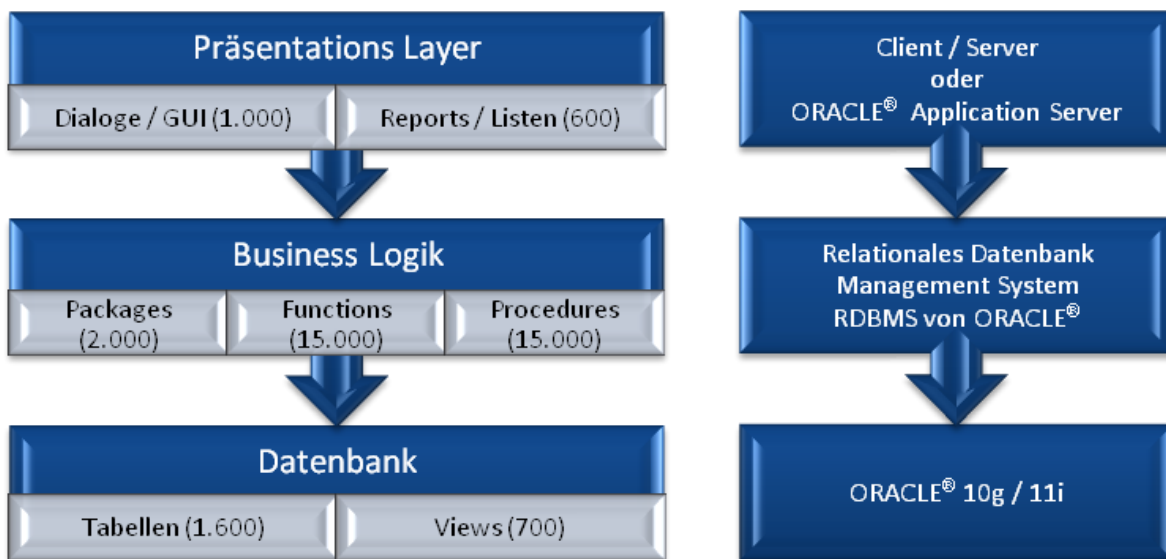 Präsentations Layer
Dialoge / GUI (1.000)
Reports / Listen (600)
Business Logik
Packages
(2.000)
Functions
(15.000)
Procedures
(15.000)
Datenbank
Tabellen (1.600)
Views (700)
Client / Server
oder
ORACLE® Application Server
Relationales Datenbank
Management System
RDBMS von ORACLE®
ORACLE® 10g / 11i